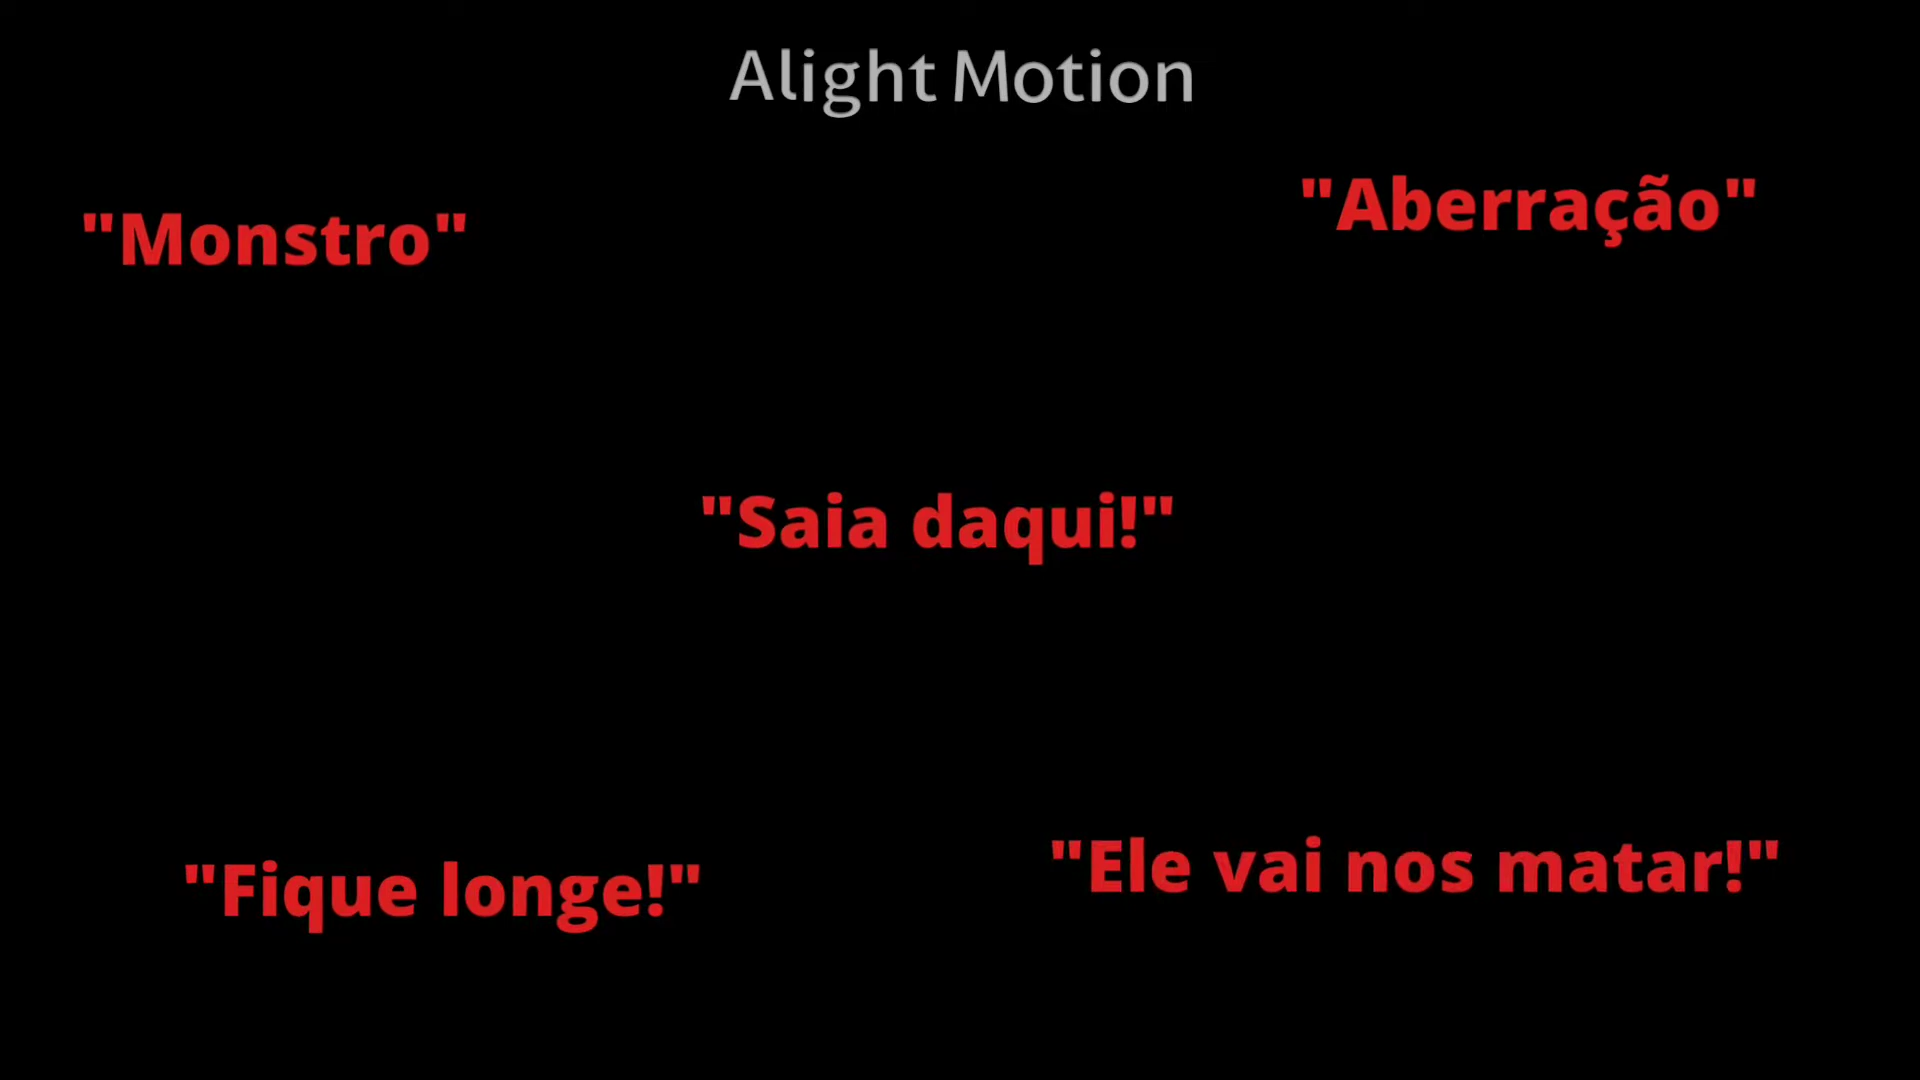 Alight Motion
"Monstro"
"Aberração"
"Saia daqui!"
"Fique longe!"
"Ele vai nos matar!"